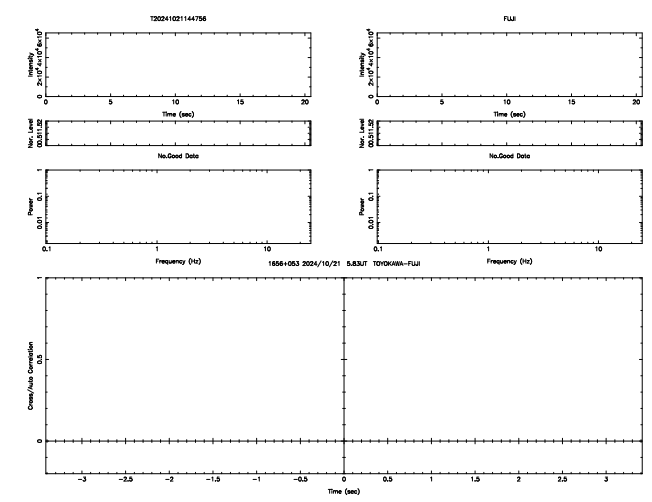 T20241021144756
FUJI
Intensity
0 2×10⁴ 4×10⁴ 6×10⁴
0 5 10 15 20
Time (sec)
Intensity
0 2×10⁴ 4×10⁴ 6×10⁴
0 5 10 15 20
Time (sec)
Nor. Level
0 0.5 1 1.5 2
Nor. Level
0 0.5 1 1.5 2
No.Good Data
No.Good Data
Power
0.01 0.1 1
0.1 1 10
Frequency (Hz)
Power
0.01 0.1 1
0.1 1 10
Frequency (Hz)
1656+053 2024/10/21 5.83UT TOYOKAWA-FUJI
Cross/Auto Correlation
0 0.5 1
-3 -2.5 -2 -1.5 -1 -0.5 0 0.5 1 1.5 2 2.5 3
Time (sec)